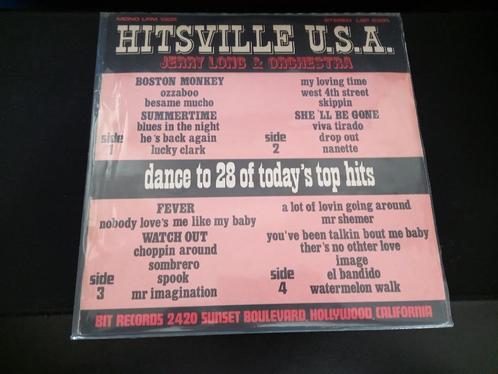 MONO LPM
STEREO LSP
HITSVILLE U.S.A.
JERRY LONG & ORCHESTRA
BOSTON MONKEY
ozzaboo
besame mucho
SUMMERTIME
blues in the night
he's back again
lucky clark
side
1
my loving time
west 4th street
skippin
SHE`LL BE GONE
viva tirado
drop out
nanette
side
2
dance to 28 of today's top hits
FEVER
nobody love's me like my baby
WATCH OUT
choppin around
sombrero
spook
mr imagination
side
3
a lot of lovin going around
mr shemer
you've been talkin 'bout me baby
ther's no othter love
image
el bandido
watermelon walk
side
4
BIT RECORDS 2420 SUNSET BOULEVARD, HOLLYWOOD, CALIFORNIA